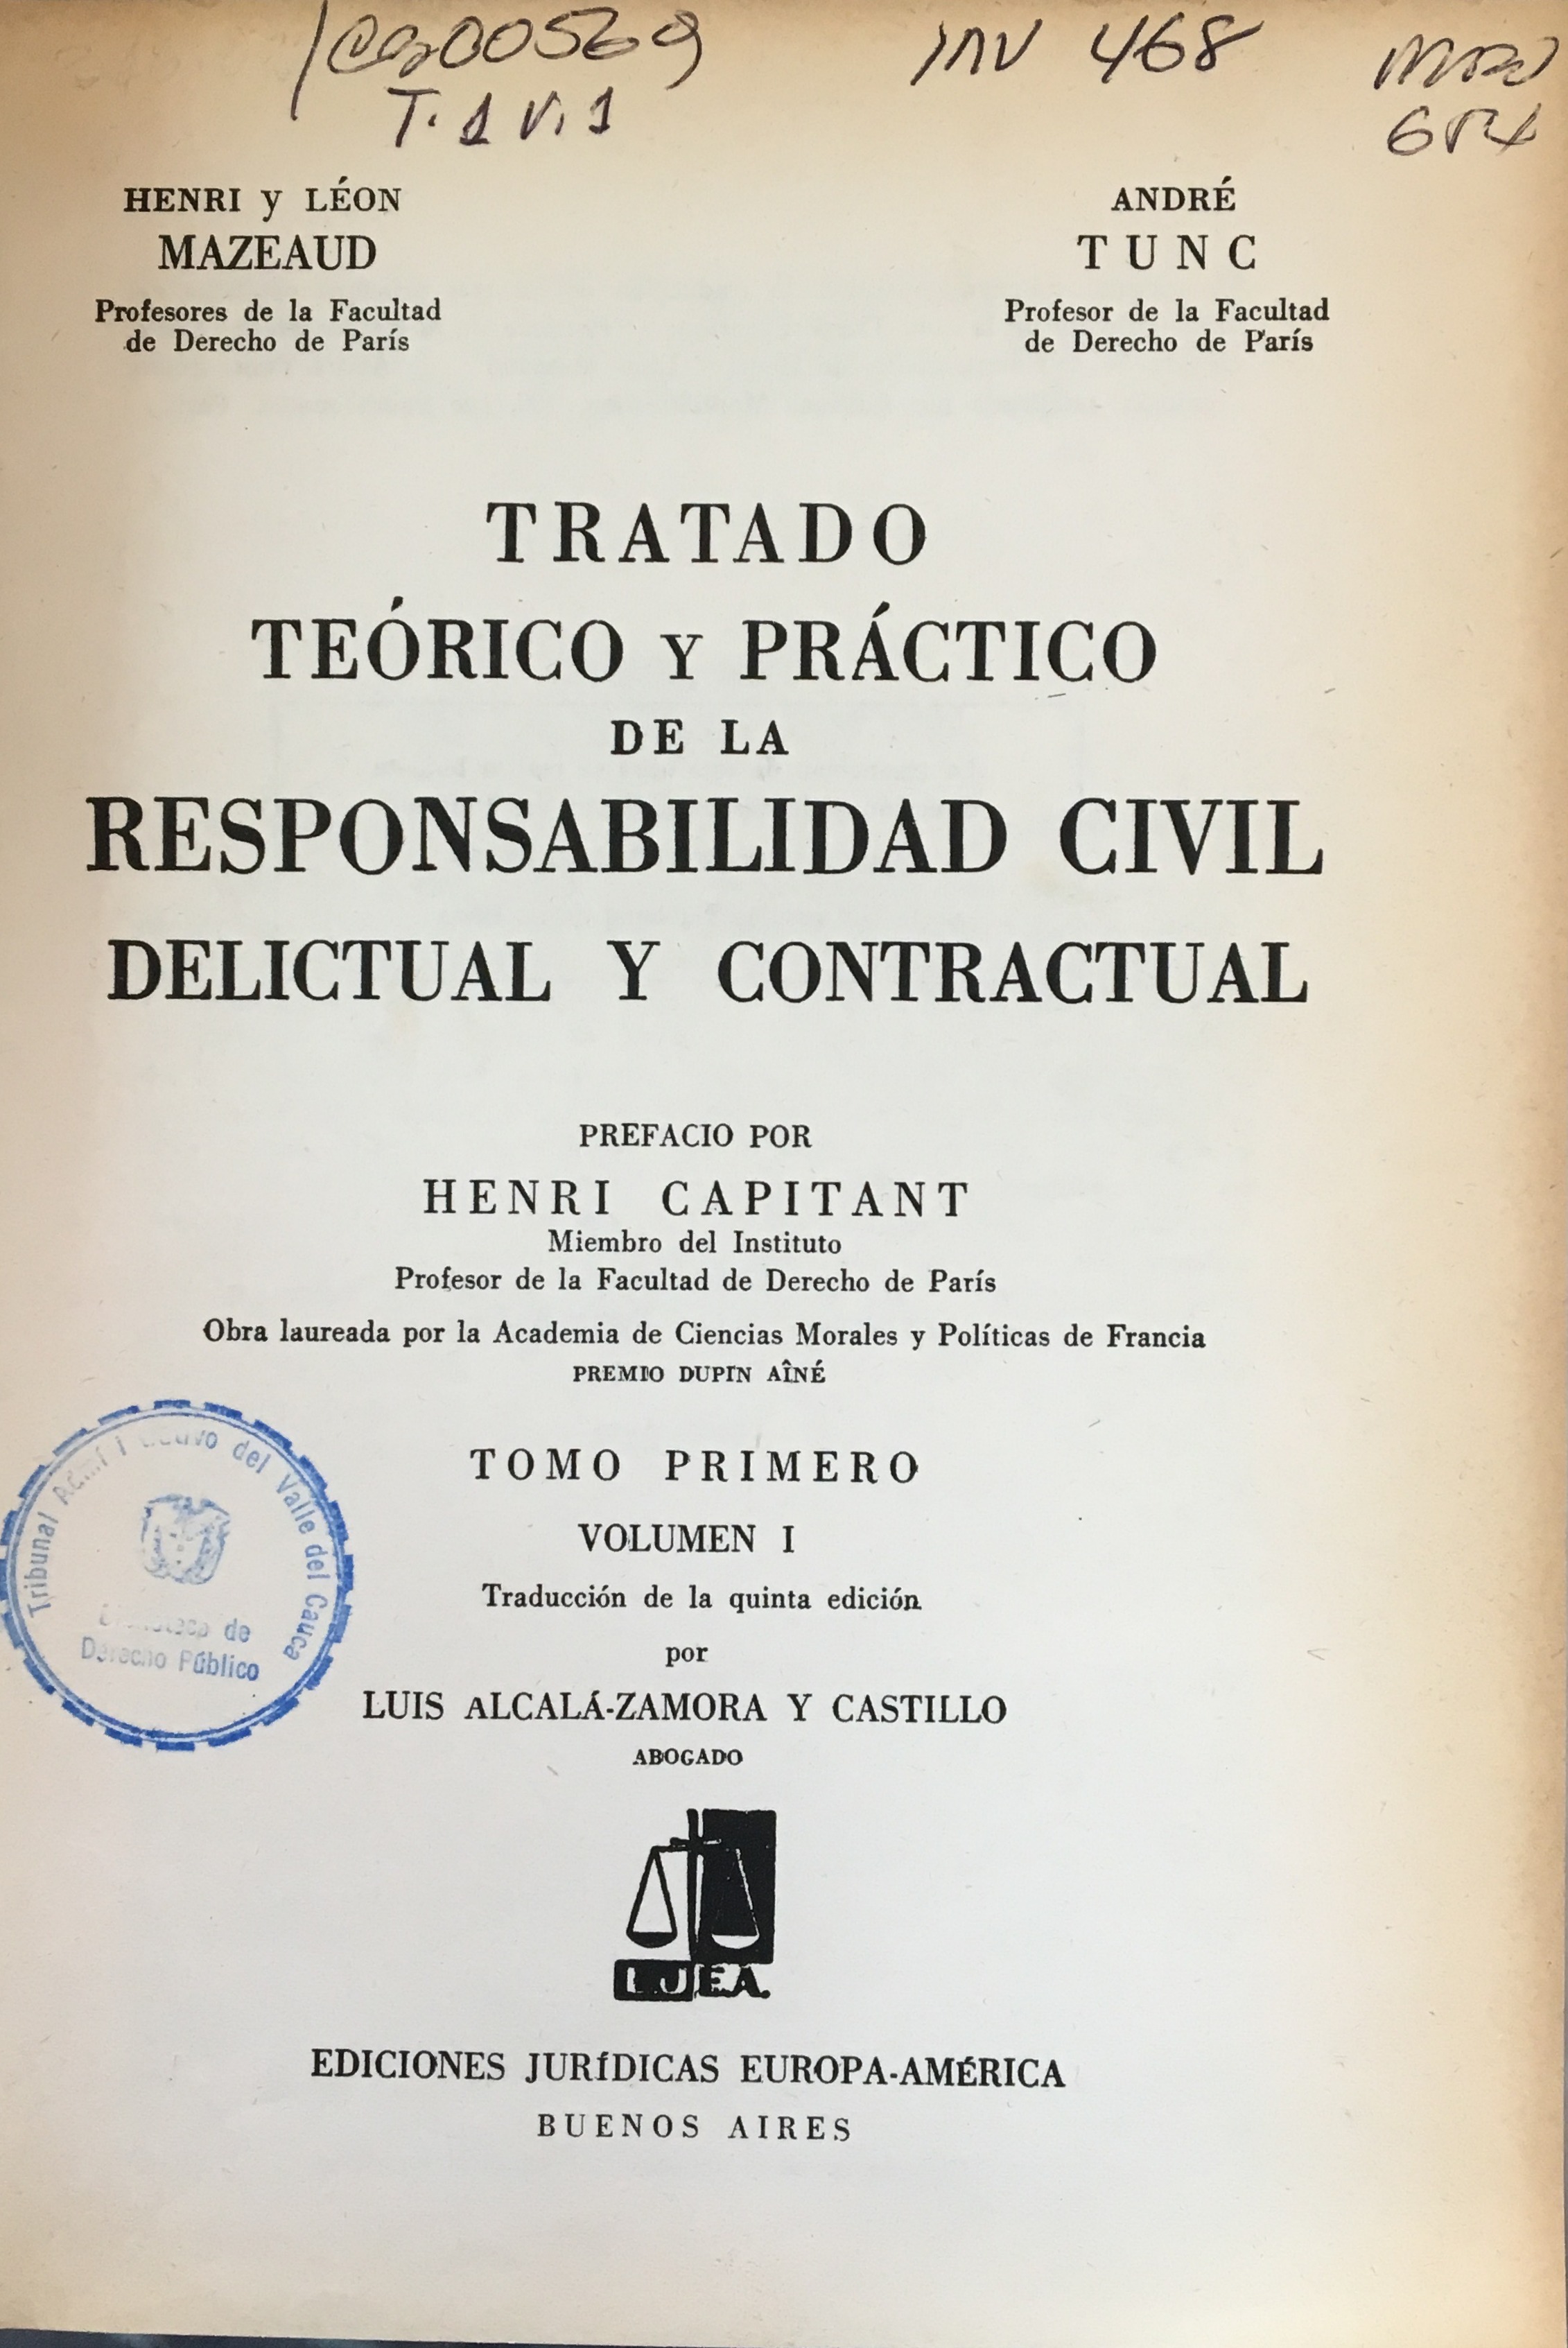 INV 468
T. 1 V. 1
HENRI y LÉON
MAZEAUD
Profesores de la Facultad
de Derecho de París
ANDRÉ
TUNC
Profesor de la Facultad
de Derecho de París
TRATADO
TEÓRICO Y PRÁCTICO
DE LA
RESPONSABILIDAD CIVIL
DELICTUAL Y CONTRACTUAL
PREFACIO POR
HENRI CAPITANT
Miembro del Instituto
Profesor de la Facultad de Derecho de París
Obra laureada por la Academia de Ciencias Morales y Políticas de Francia
PREMIO DUPIN AÎNÉ
TOMO PRIMERO
VOLUMEN I
Traducción de la quinta edición
por
LUIS ALCALÁ-ZAMORA Y CASTILLO
ABOGADO
Tribunal del Valle del Cauca
de
Derecho Público
E.J.E.A.
EDICIONES JURÍDICAS EUROPA-AMÉRICA
BUENOS AIRES